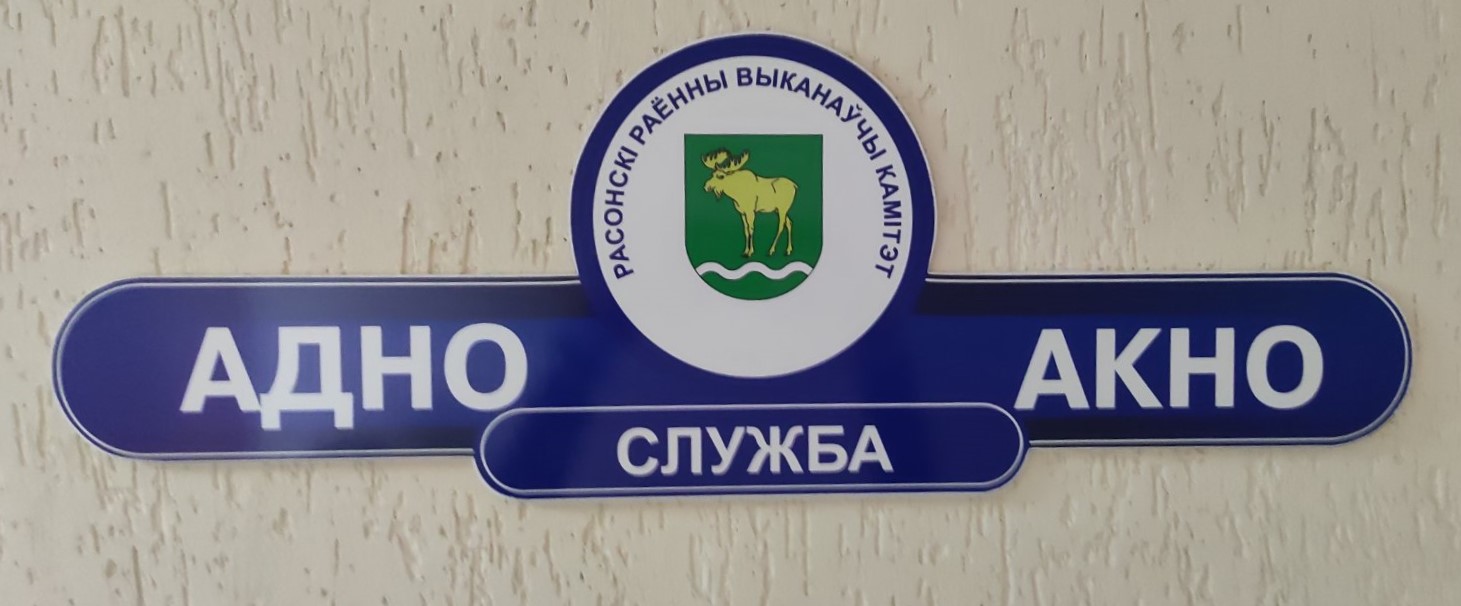 РАСОНСКІ РАЁННЫ ВЫКАНАЎЧЫ КАМІТЭТ
АДНО АКНО
СЛУЖБА